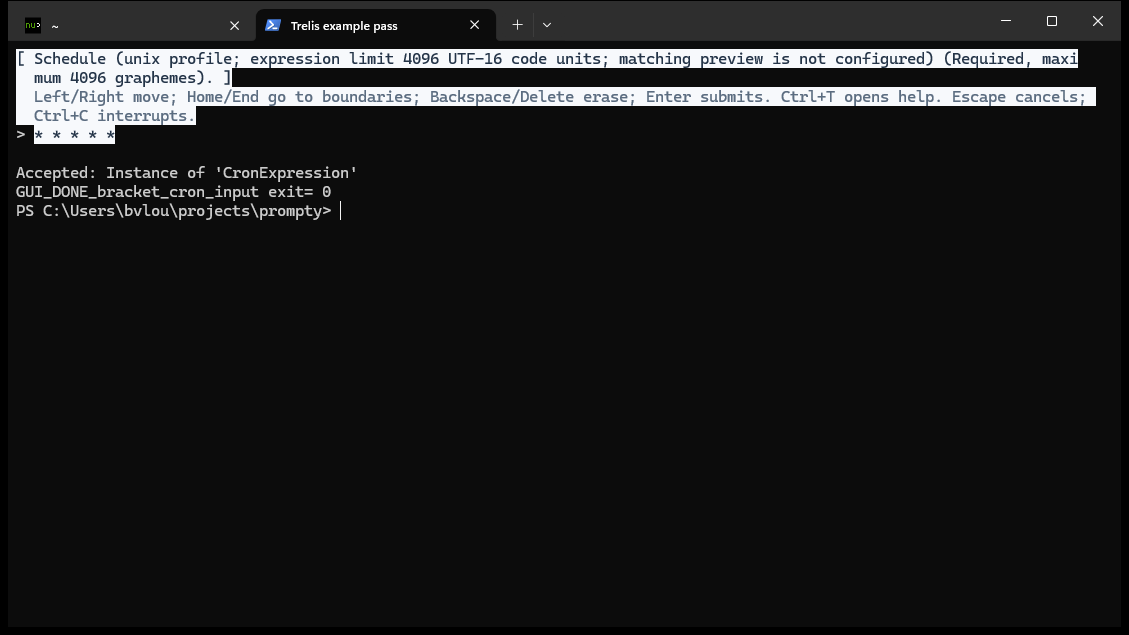 nu> ~
Trelis example pass
[ Schedule (unix profile; expression limit 4096 UTF-16 code units; matching preview is not configured) (Required, maxi
mum 4096 graphemes). ]
Left/Right move; Home/End go to boundaries; Backspace/Delete erase; Enter submits. Ctrl+T opens help. Escape cancels;
Ctrl+C interrupts.
> * * * * *
Accepted: Instance of 'CronExpression'
GUI_DONE_bracket_cron_input exit= 0
PS C:\Users\bvlou\projects\prompty>